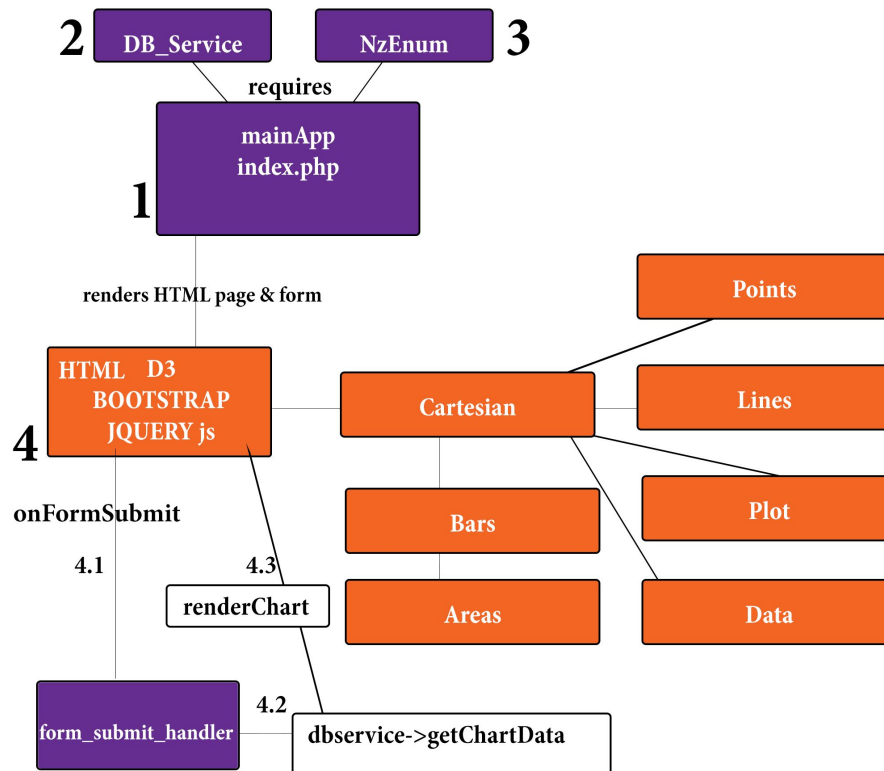 2
DB_Service
NzEnum
3
requires
mainApp
index.php
1
renders HTML page & form
Points
HTML D3
BOOTSTRAP
JQUERY js
4
Cartesian
Lines
onFormSubmit
Bars
Plot
4.1
4.3
renderChart
Areas
Data
4.2
form_submit_handler
dbservice->getChartData